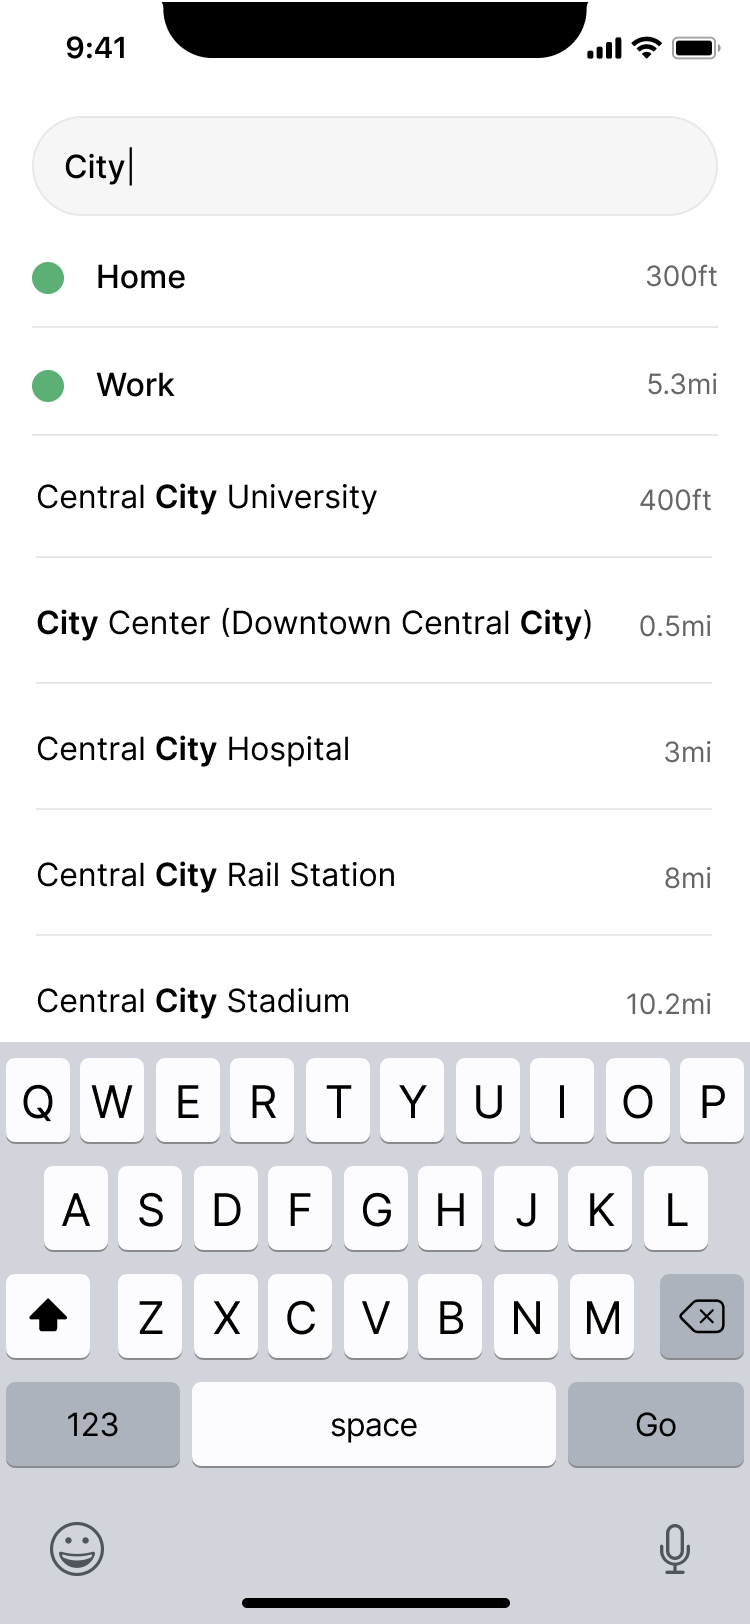 9:41
City
Home 300ft
Work 5.3mi
Central City University 400ft
City Center (Downtown Central City) 0.5mi
Central City Hospital 3mi
Central City Rail Station 8mi
Central City Stadium 10.2mi
Q W E R T Y U I O P
A S D F G H J K L
Z X C V B N M
123 space Go